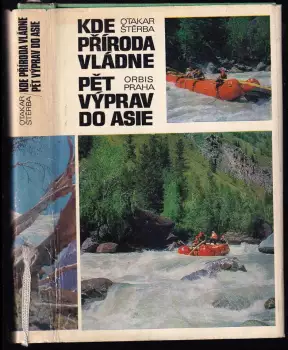 KDE PŘÍRODA VLÁDNE
PĚT VÝPRAV DO ASIE
OTAKAR
ŠTĚRBA
KDE
PŘÍRODA
VLÁDNE
OTAKAR
ŠTĚRBA
PĚT
VÝPRAV
DO ASIE
ORBIS
PRAHA